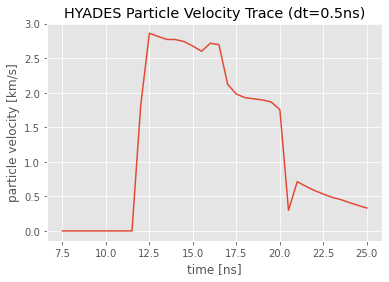 HYADES Particle Velocity Trace (dt=0.5ns)
3.0
2.5
2.0
1.5
1.0
0.5
0.0
particle velocity [km/s]
7.5 10.0 12.5 15.0 17.5 20.0 22.5 25.0
time [ns]